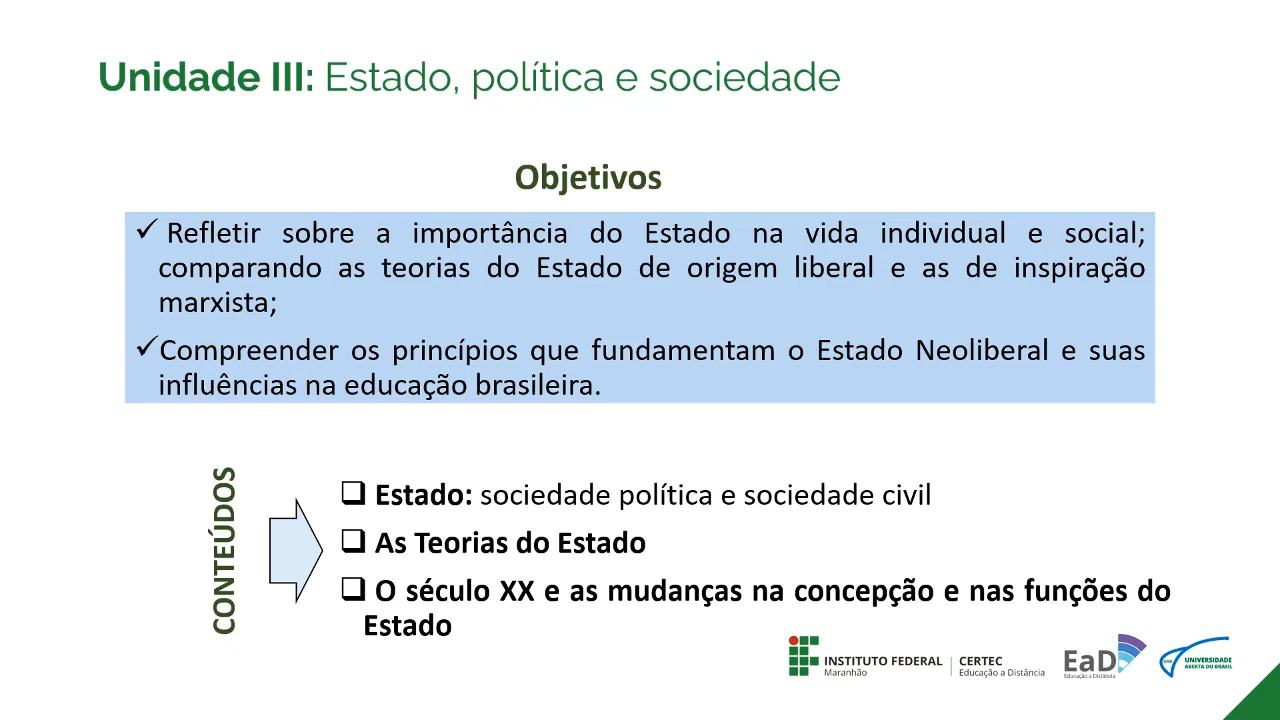 Unidade III: Estado, política e sociedade
Objetivos
✓ Refletir sobre a importância do Estado na vida individual e social;
comparando as teorias do Estado de origem liberal e as de inspiração
marxista;
✓Compreender os princípios que fundamentam o Estado Neoliberal e suas
influências na educação brasileira.
CONTEÚDOS
❑ Estado: sociedade política e sociedade civil
❑ As Teorias do Estado
❑ O século XX e as mudanças na concepção e nas funções do
Estado
INSTITUTO FEDERAL
Maranhão
CERTEC
Educação a Distância
EaD
Educação a Distância
UAB
UNIVERSIDADE
ABERTA DO BRASIL